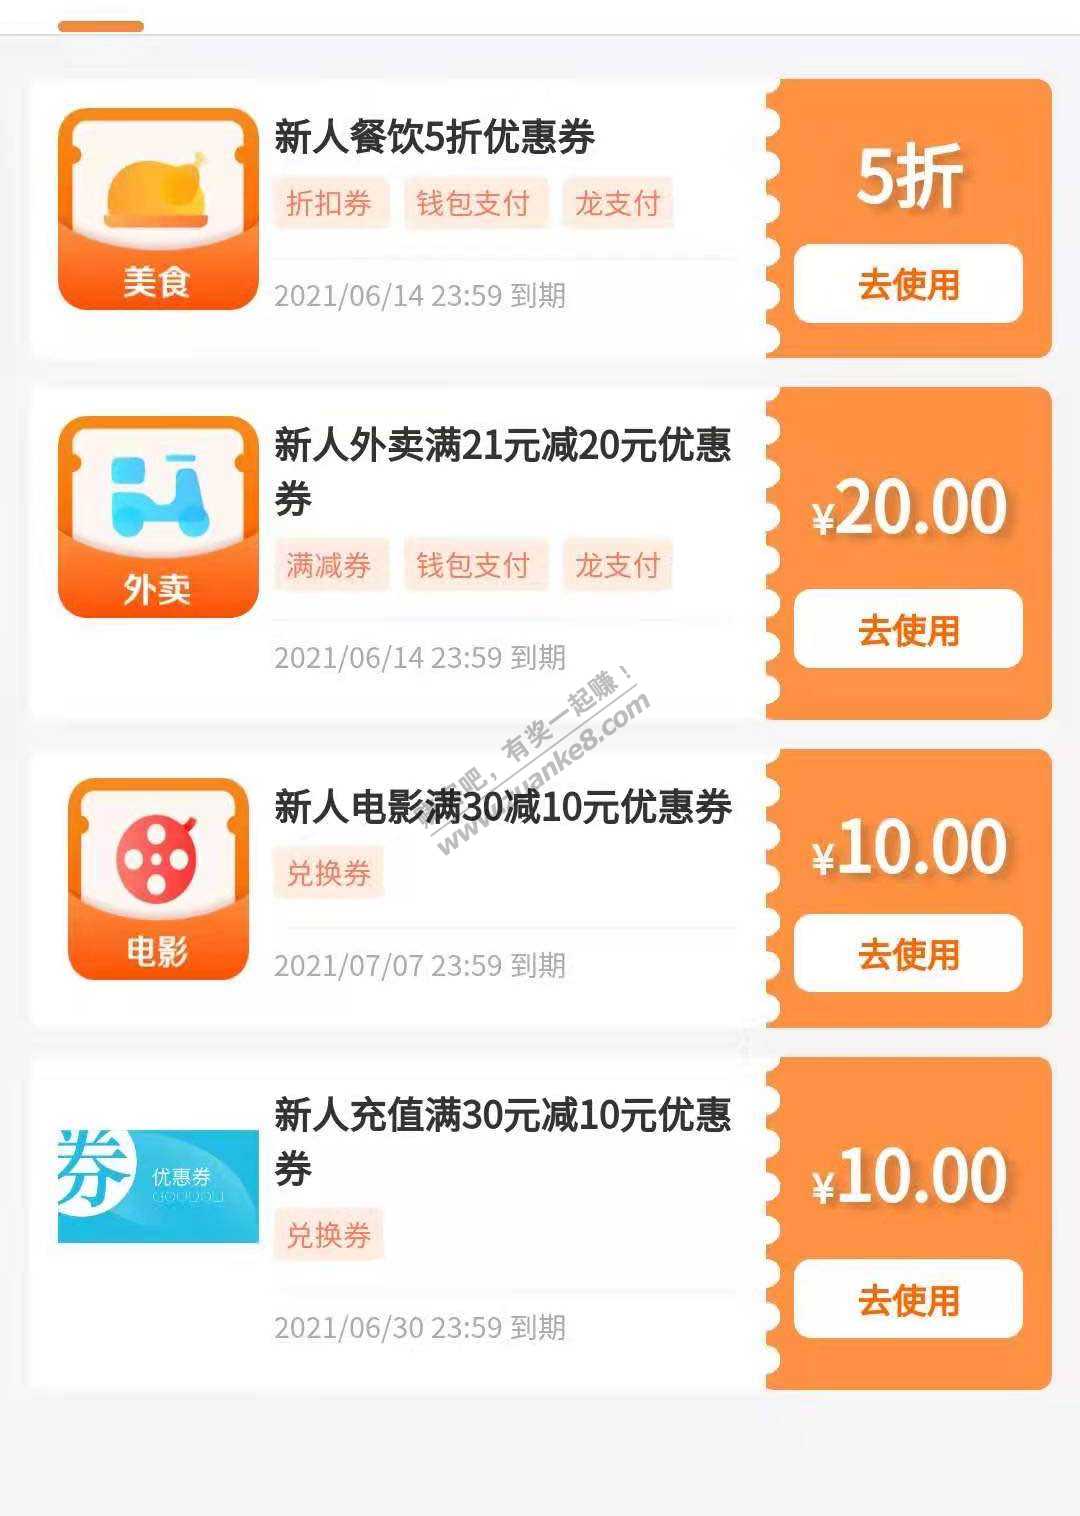 新人餐饮5折优惠券
折扣券 钱包支付 龙支付
美食
2021/06/14 23:59 到期
5折
去使用
新人外卖满21元减20元优惠
券
满减券 钱包支付 龙支付
外卖
2021/06/14 23:59 到期
¥20.00
去使用
新人电影满30减10元优惠券
兑换券
电影
2021/07/07 23:59 到期
¥10.00
去使用
新人充值满30元减10元优惠
券
券 优惠券
兑换券
2021/06/30 23:59 到期
¥10.00
去使用
吧，有奖一起赚！